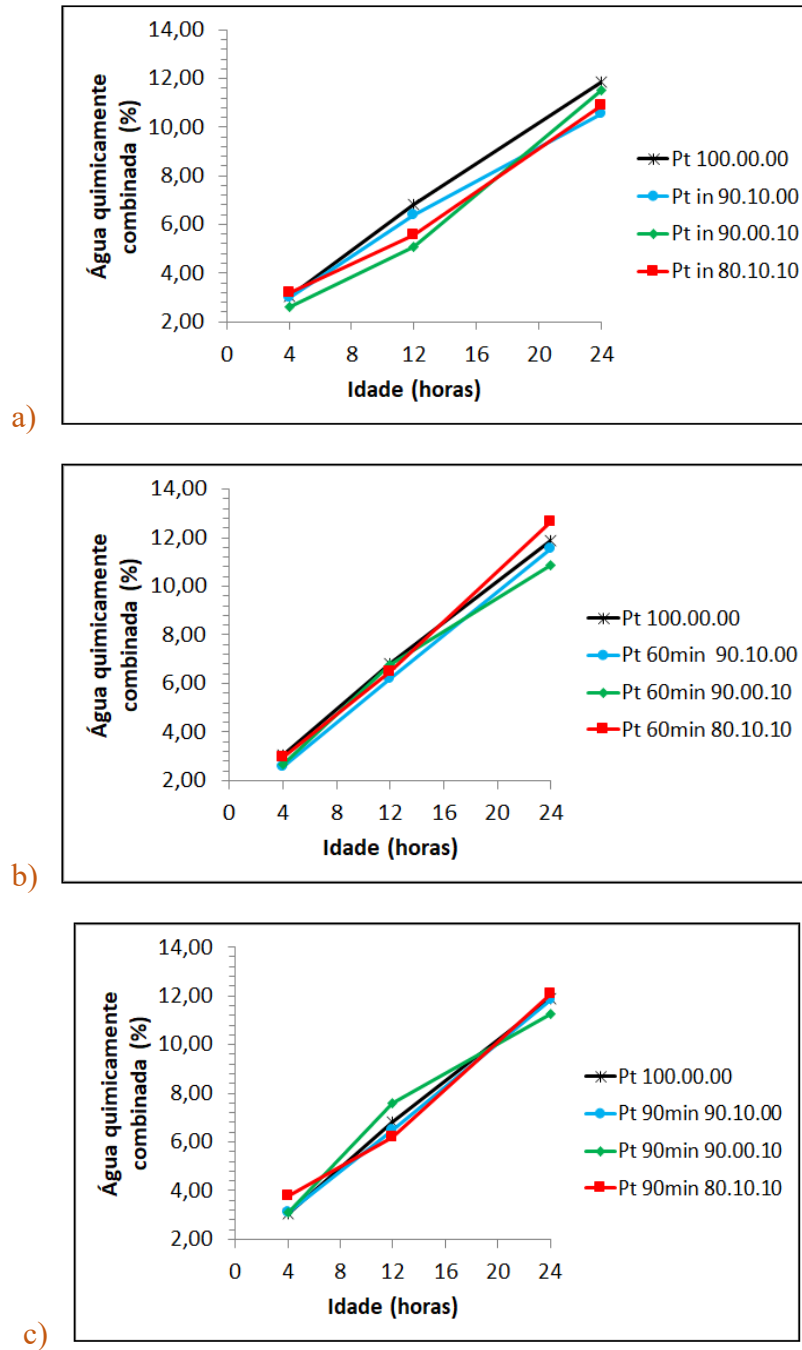 14,00
12,00
10,00
8,00
6,00
4,00
2,00
Água quimicamente
combinada (%)
0 4 8 12 16 20 24
Idade (horas)
Pt 100.00.00
Pt in 90.10.00
Pt in 90.00.10
Pt in 80.10.10
a)
14,00
12,00
10,00
8,00
6,00
4,00
2,00
Água quimicamente
combinada (%)
0 4 8 12 16 20 24
Idade (horas)
Pt 100.00.00
Pt 60min 90.10.00
Pt 60min 90.00.10
Pt 60min 80.10.10
b)
14,00
12,00
10,00
8,00
6,00
4,00
2,00
Água quimicamente
combinada (%)
0 4 8 12 16 20 24
Idade (horas)
Pt 100.00.00
Pt 90min 90.10.00
Pt 90min 90.00.10
Pt 90min 80.10.10
c)